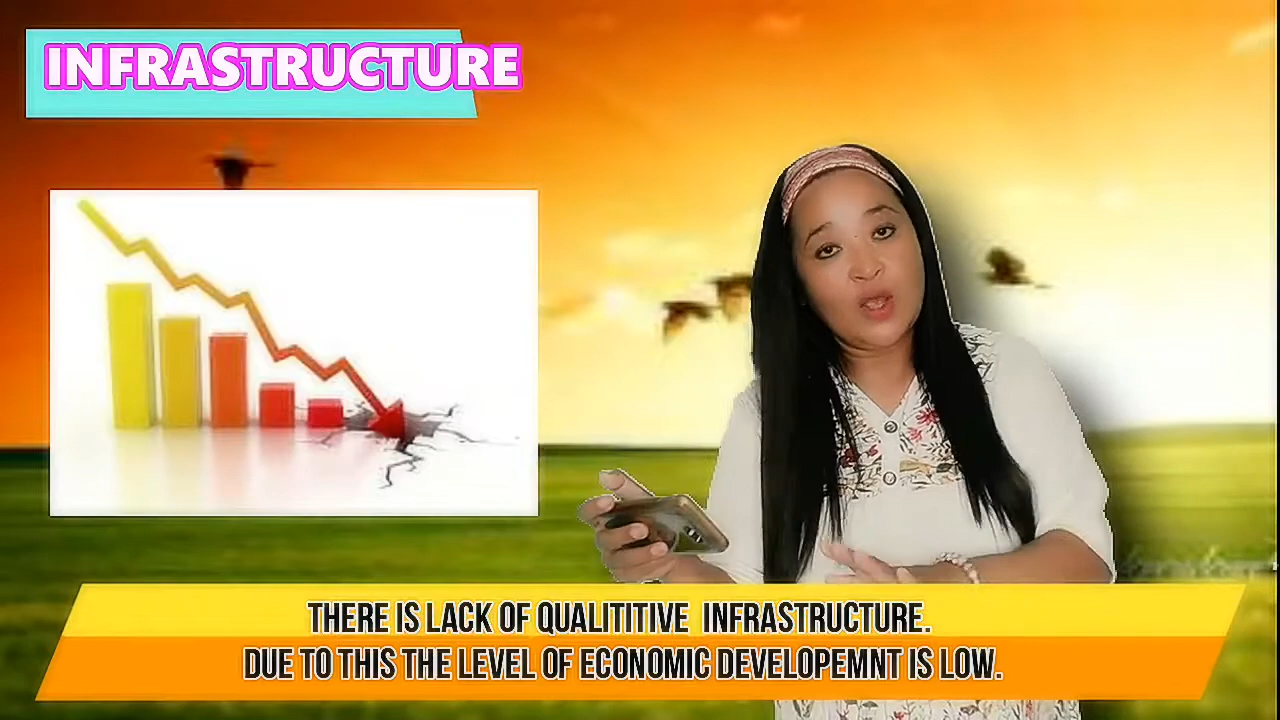 INFRASTRUCTURE
THERE IS LACK OF QUALITITIVE INFRASTRUCTURE.
DUE TO THIS THE LEVEL OF ECONOMIC DEVELOPEMNT IS LOW.